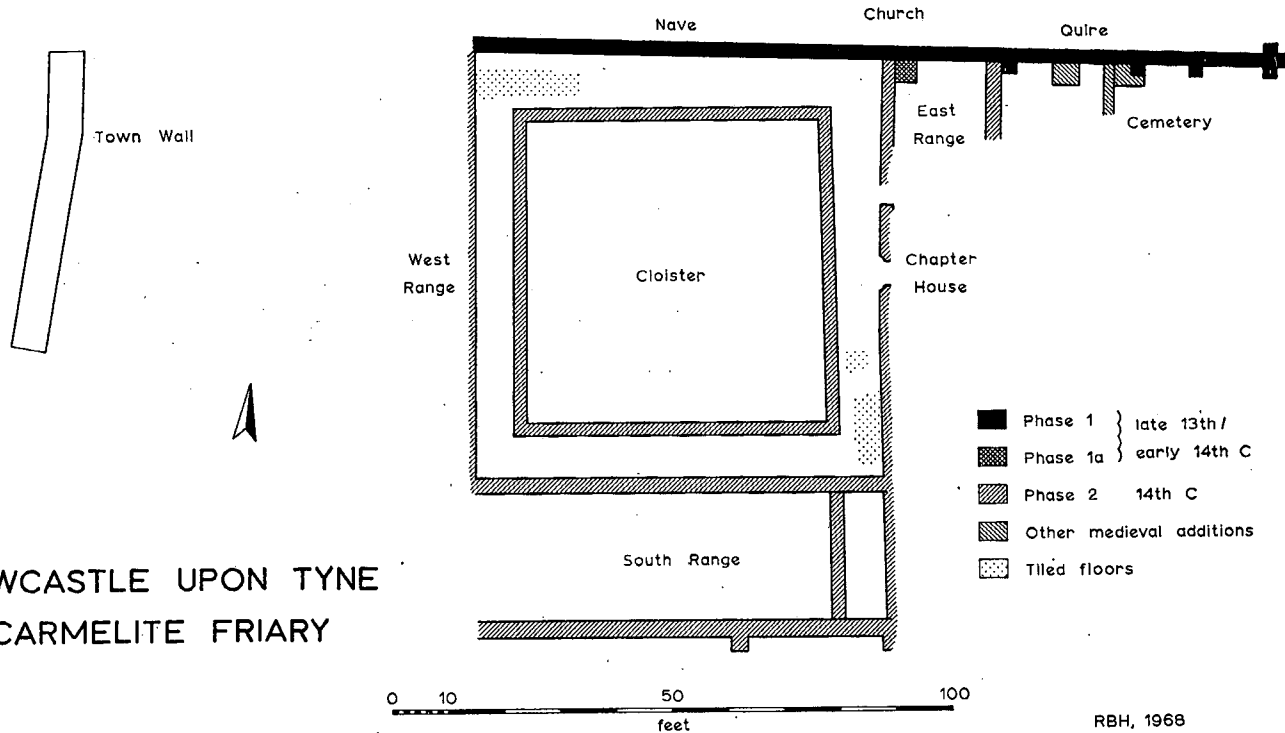 Church
Nave
Quire
Town Wall
East
Range
Cemetery
West
Range
Cloister
Chapter
House
Phase 1
late 13th/
early 14th C
Phase 1a
Phase 2 14th C
Other medieval additions
Tiled floors
South Range
WCASTLE UPON TYNE
CARMELITE FRIARY
0 10 50 100
feet
RBH, 1968